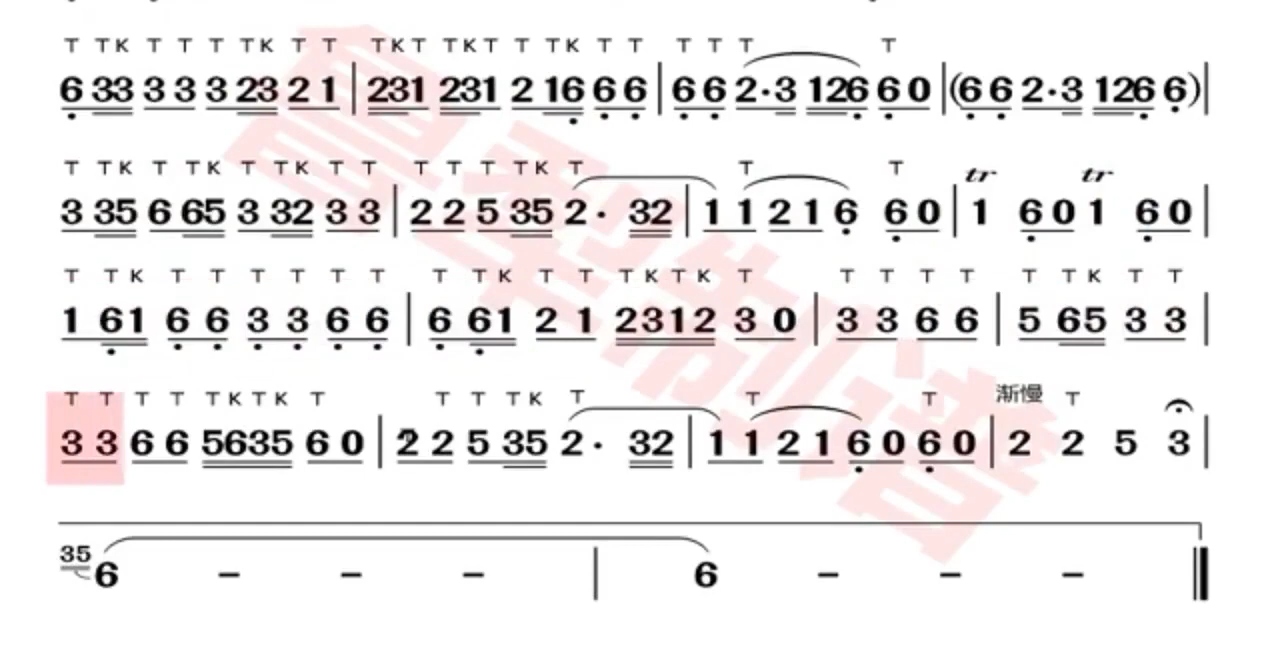 T TK T T T TK T T TKT TKT T TK T T T T T T
6 33 3 3 3 23 2 1 | 231 231 2 16 6 6 | 6 6 2·3 126 6 0 |(6 6 2·3 126 6)|
T TK T TK T TK T T T T T TK T T T tr tr
3 35 6 65 3 32 3 3 | 2 2 5 35 2· 32 | 1 1 2 1 6 6 0 | 1 6 0 1 6 0 |
T TK T T T T T T T TK T T TKTK T T T T T T TK T T
1 61 6 6 3 3 6 6 | 6 61 2 1 2312 3 0 | 3 3 6 6 | 5 65 3 3 |
T T T T TKTK T T T TK T T T 渐慢 T
3 3 6 6 5635 6 0 | 2 2 5 35 2· 32 | 1 1 2 1 6 0 6 0 | 2 2 5 3 |
35 6 – – – | 6 – – –